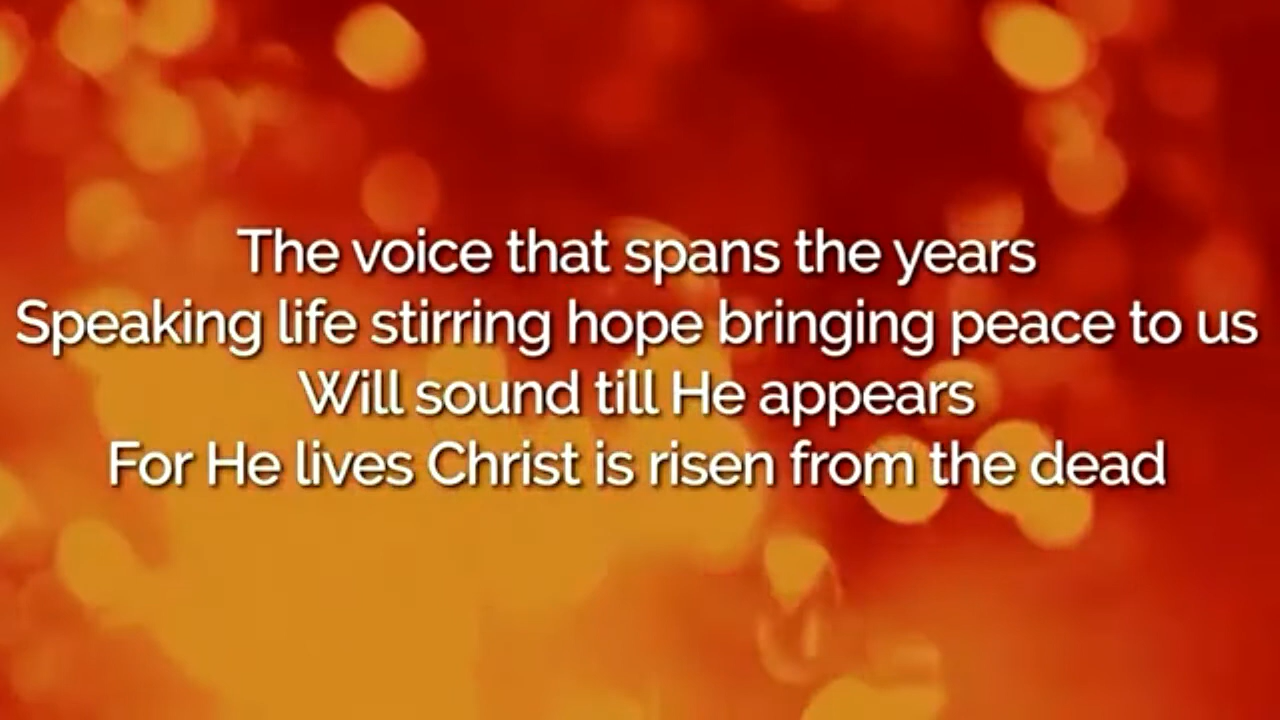 The voice that spans the years
Speaking life stirring hope bringing peace to us
Will sound till He appears
For He lives Christ is risen from the dead